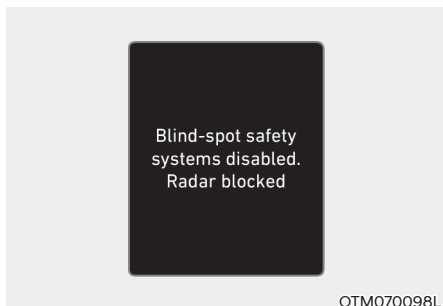 Blind-spot safety
systems disabled.
Radar blocked
OTM070098L